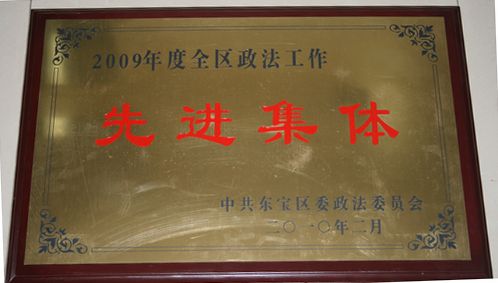 2009年度全区政法工作
先进集体
中共东宝区委政法委员会
二〇一〇年二月